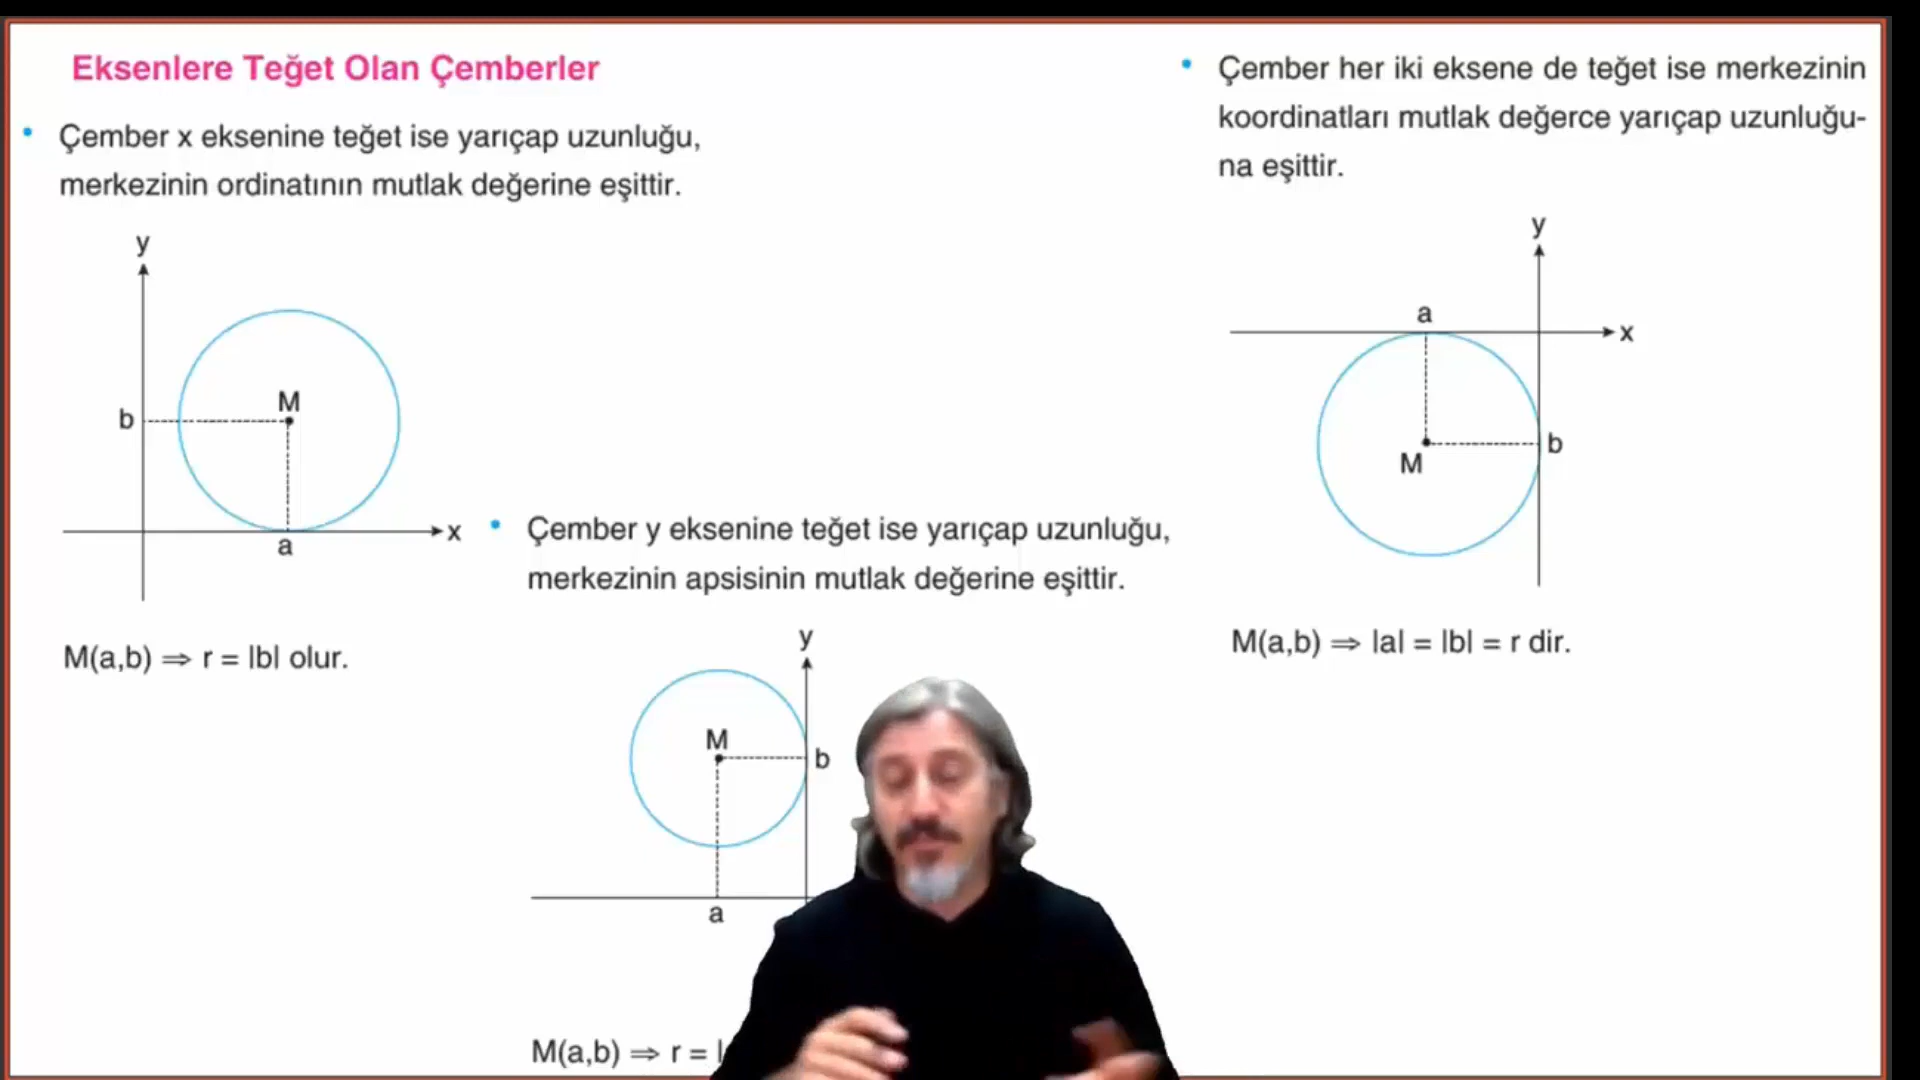 Eksenlere Teğet Olan Çemberler
• Çember x eksenine teğet ise yarıçap uzunluğu,
merkezinin ordinatının mutlak değerine eşittir.
y
M
b
x
a
M(a,b) ⇒ r = |b| olur.
• Çember y eksenine teğet ise yarıçap uzunluğu,
merkezinin apsisinin mutlak değerine eşittir.
y
M
b
a
M(a,b) ⇒ r = |
• Çember her iki eksene de teğet ise merkezinin
koordinatları mutlak değerce yarıçap uzunluğu-
na eşittir.
y
a
x
b
M
M(a,b) ⇒ |a| = |b| = r dir.